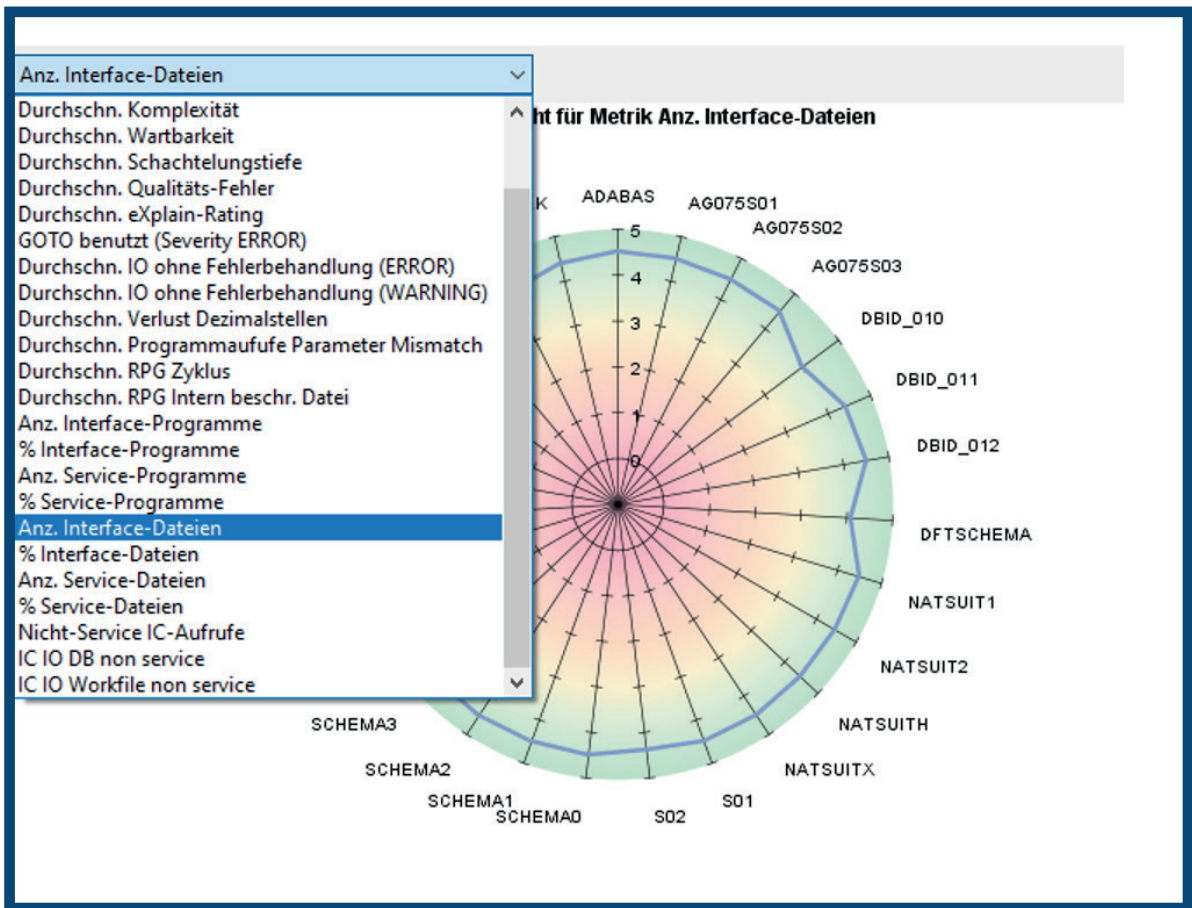 Anz. Interface-Dateien
ht für Metrik Anz. Interface-Dateien
Durchschn. Komplexität
Durchschn. Wartbarkeit
Durchschn. Schachtelungstiefe
Durchschn. Qualitäts-Fehler
Durchschn. eXplain-Rating
GOTO benutzt (Severity ERROR)
Durchschn. IO ohne Fehlerbehandlung (ERROR)
Durchschn. IO ohne Fehlerbehandlung (WARNING)
Durchschn. Verlust Dezimalstellen
Durchschn. Programmaufufe Parameter Mismatch
Durchschn. RPG Zyklus
Durchschn. RPG Intern beschr. Datei
Anz. Interface-Programme
% Interface-Programme
Anz. Service-Programme
% Service-Programme
Anz. Interface-Dateien
% Interface-Dateien
Anz. Service-Dateien
% Service-Dateien
Nicht-Service IC-Aufrufe
IC IO DB non service
IC IO Workfile non service
K
ADABAS
AG075S01
AG075S02
AG075S03
DBID_010
DBID_011
DBID_012
DFTSCHEMA
NATSUIT1
NATSUIT2
NATSUITH
NATSUITX
S01
S02
SCHEMA0
SCHEMA1
SCHEMA2
SCHEMA3
5
4
3
2
1
0